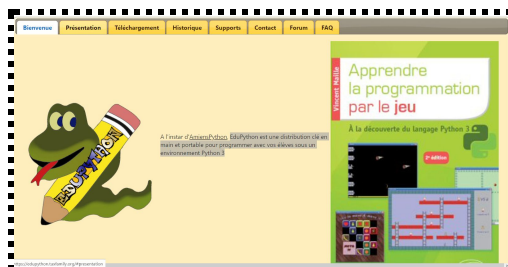 Bienvenue Présentation Téléchargement Historique Supports Contact Forum FAQ
EDUPYTHON
A l'instar d'AmiensPython, EduPython est une distribution clé en
main et portable pour programmer avec vos élèves sous un
environnement Python 3
Vincent Maille
Apprendre
la programmation
par le jeu
À la découverte du langage Python 3
2e édition
https://edupython.tuxfamily.org/#presentation